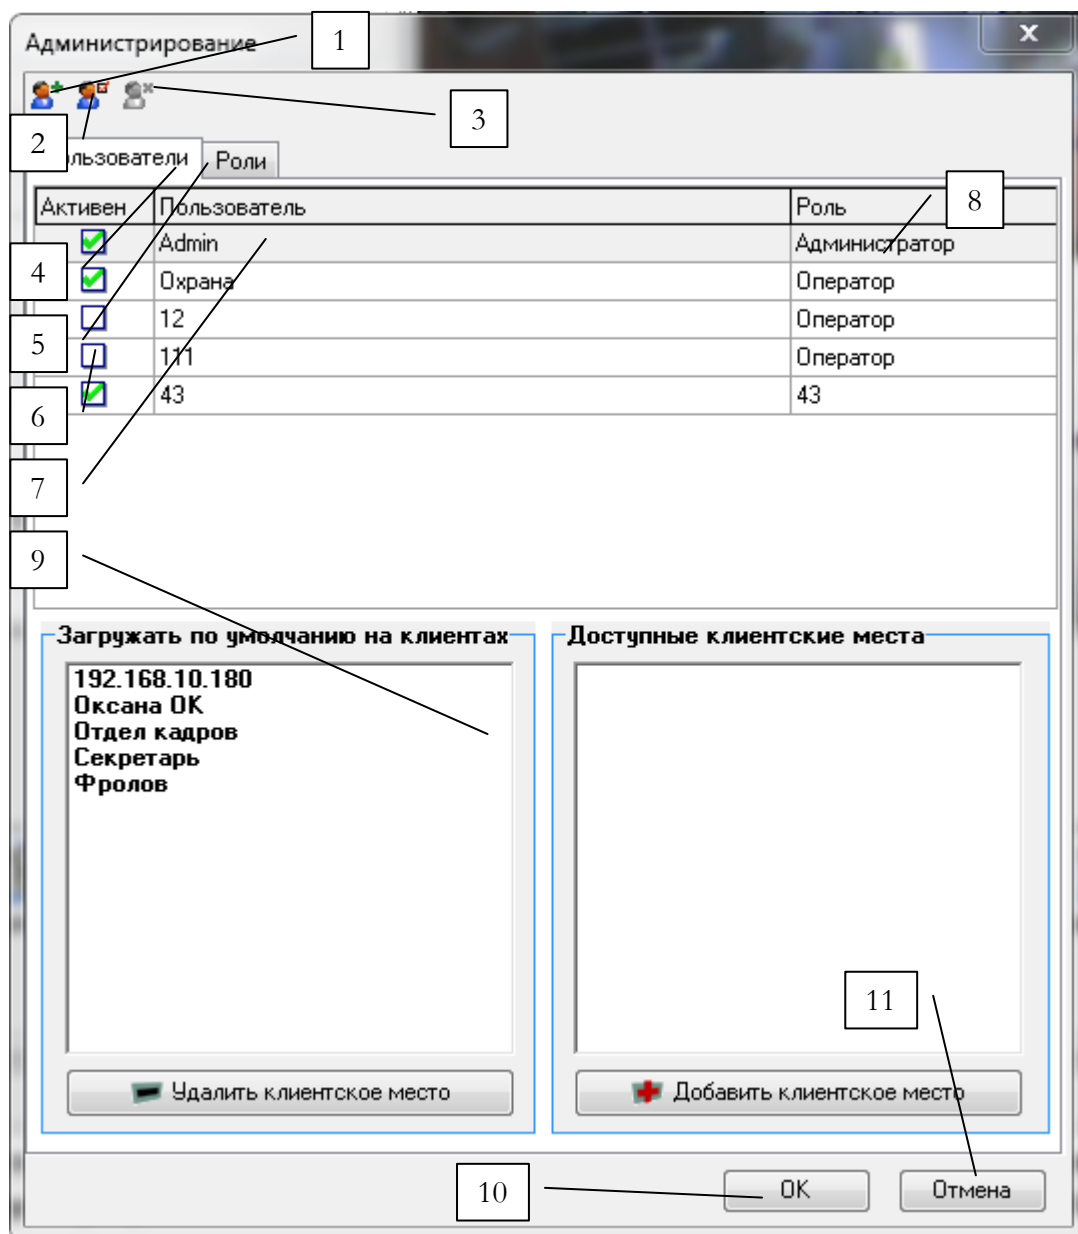 Администрирование
1
x
3
2
ользователи Роли
Активен Пользователь Роль
8
Admin Администратор
4
Охрана Оператор
12 Оператор
5
111 Оператор
43 43
6
7
9
Загружать по умолчанию на клиентах
Доступные клиентские места
192.168.10.180
Оксана ОК
Отдел кадров
Секретарь
Фролов
11
Удалить клиентское место
Добавить клиентское место
10
OK
Отмена